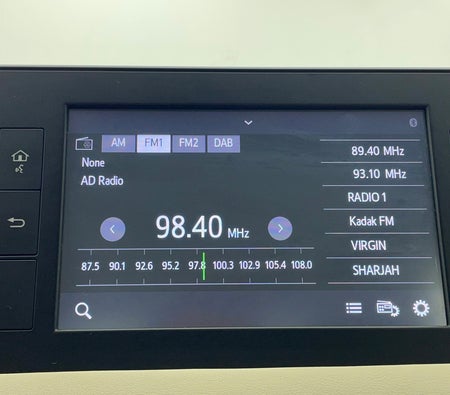 AM FM1 FM2 DAB
None
AD Radio
98.40 MHz
87.5 90.1 92.6 95.2 97.8 100.3 102.9 105.4 108.0
89.40 MHz
93.10 MHz
RADIO 1
Kadak FM
VIRGIN
SHARJAH